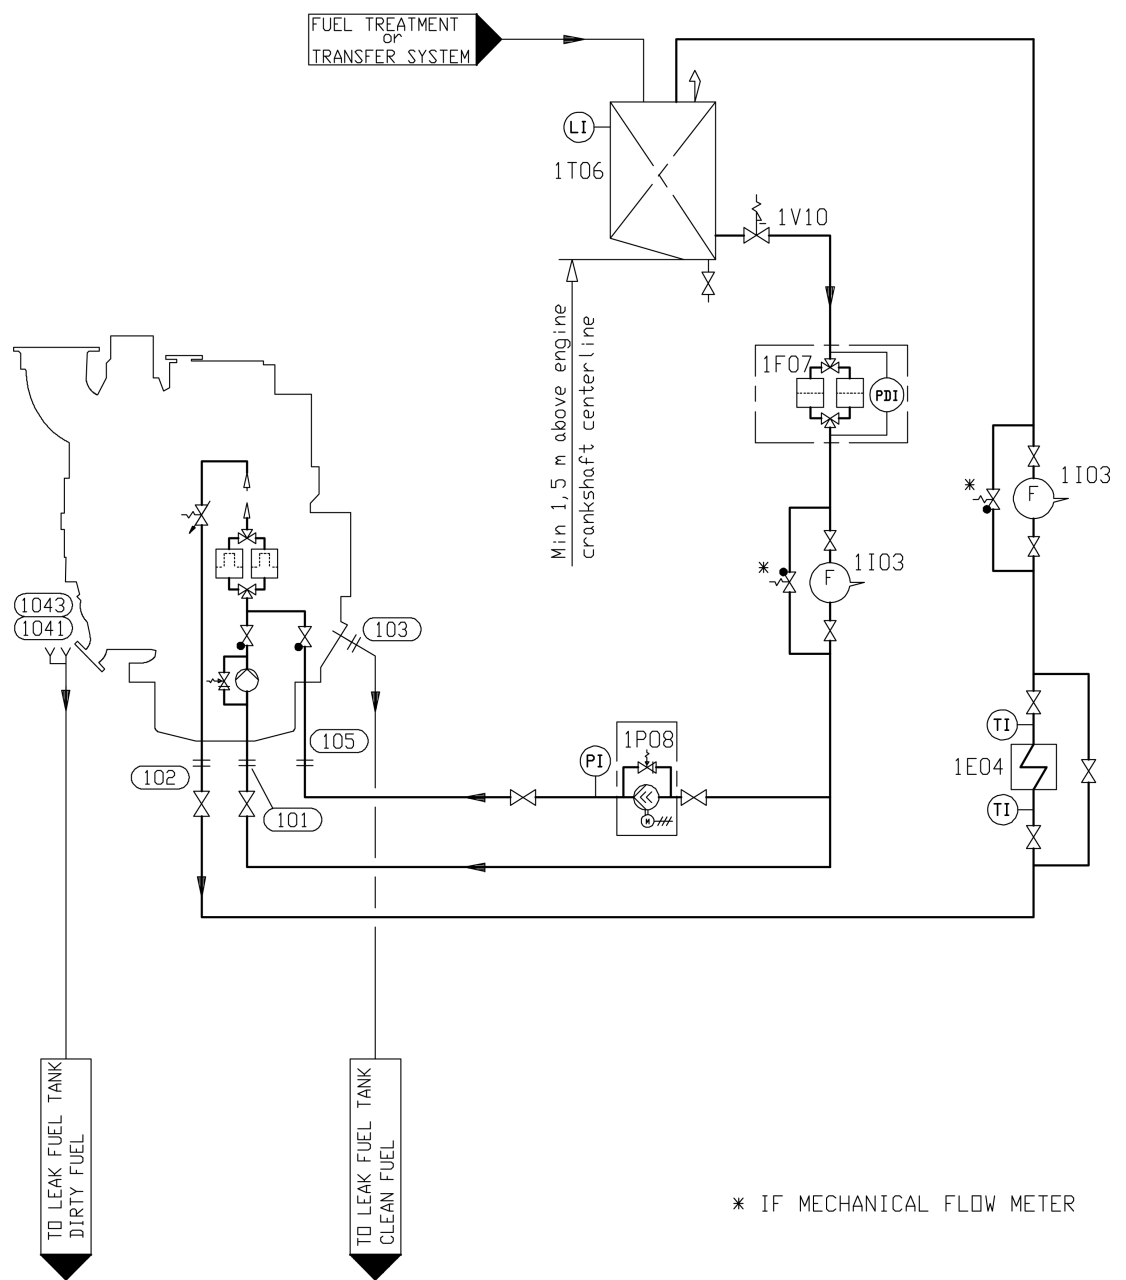 FUEL TREATMENT
or
TRANSFER SYSTEM
LI
1T06
1V10
Min 1,5 m above engine
crankshaft centerline
1F07
PDI
*
1I03
F
*
1I03
F
1043
1041
103
105
102
101
PI
1P08
M
TI
1E04
TI
TO LEAK FUEL TANK
DIRTY FUEL
TO LEAK FUEL TANK
CLEAN FUEL
* IF MECHANICAL FLOW METER